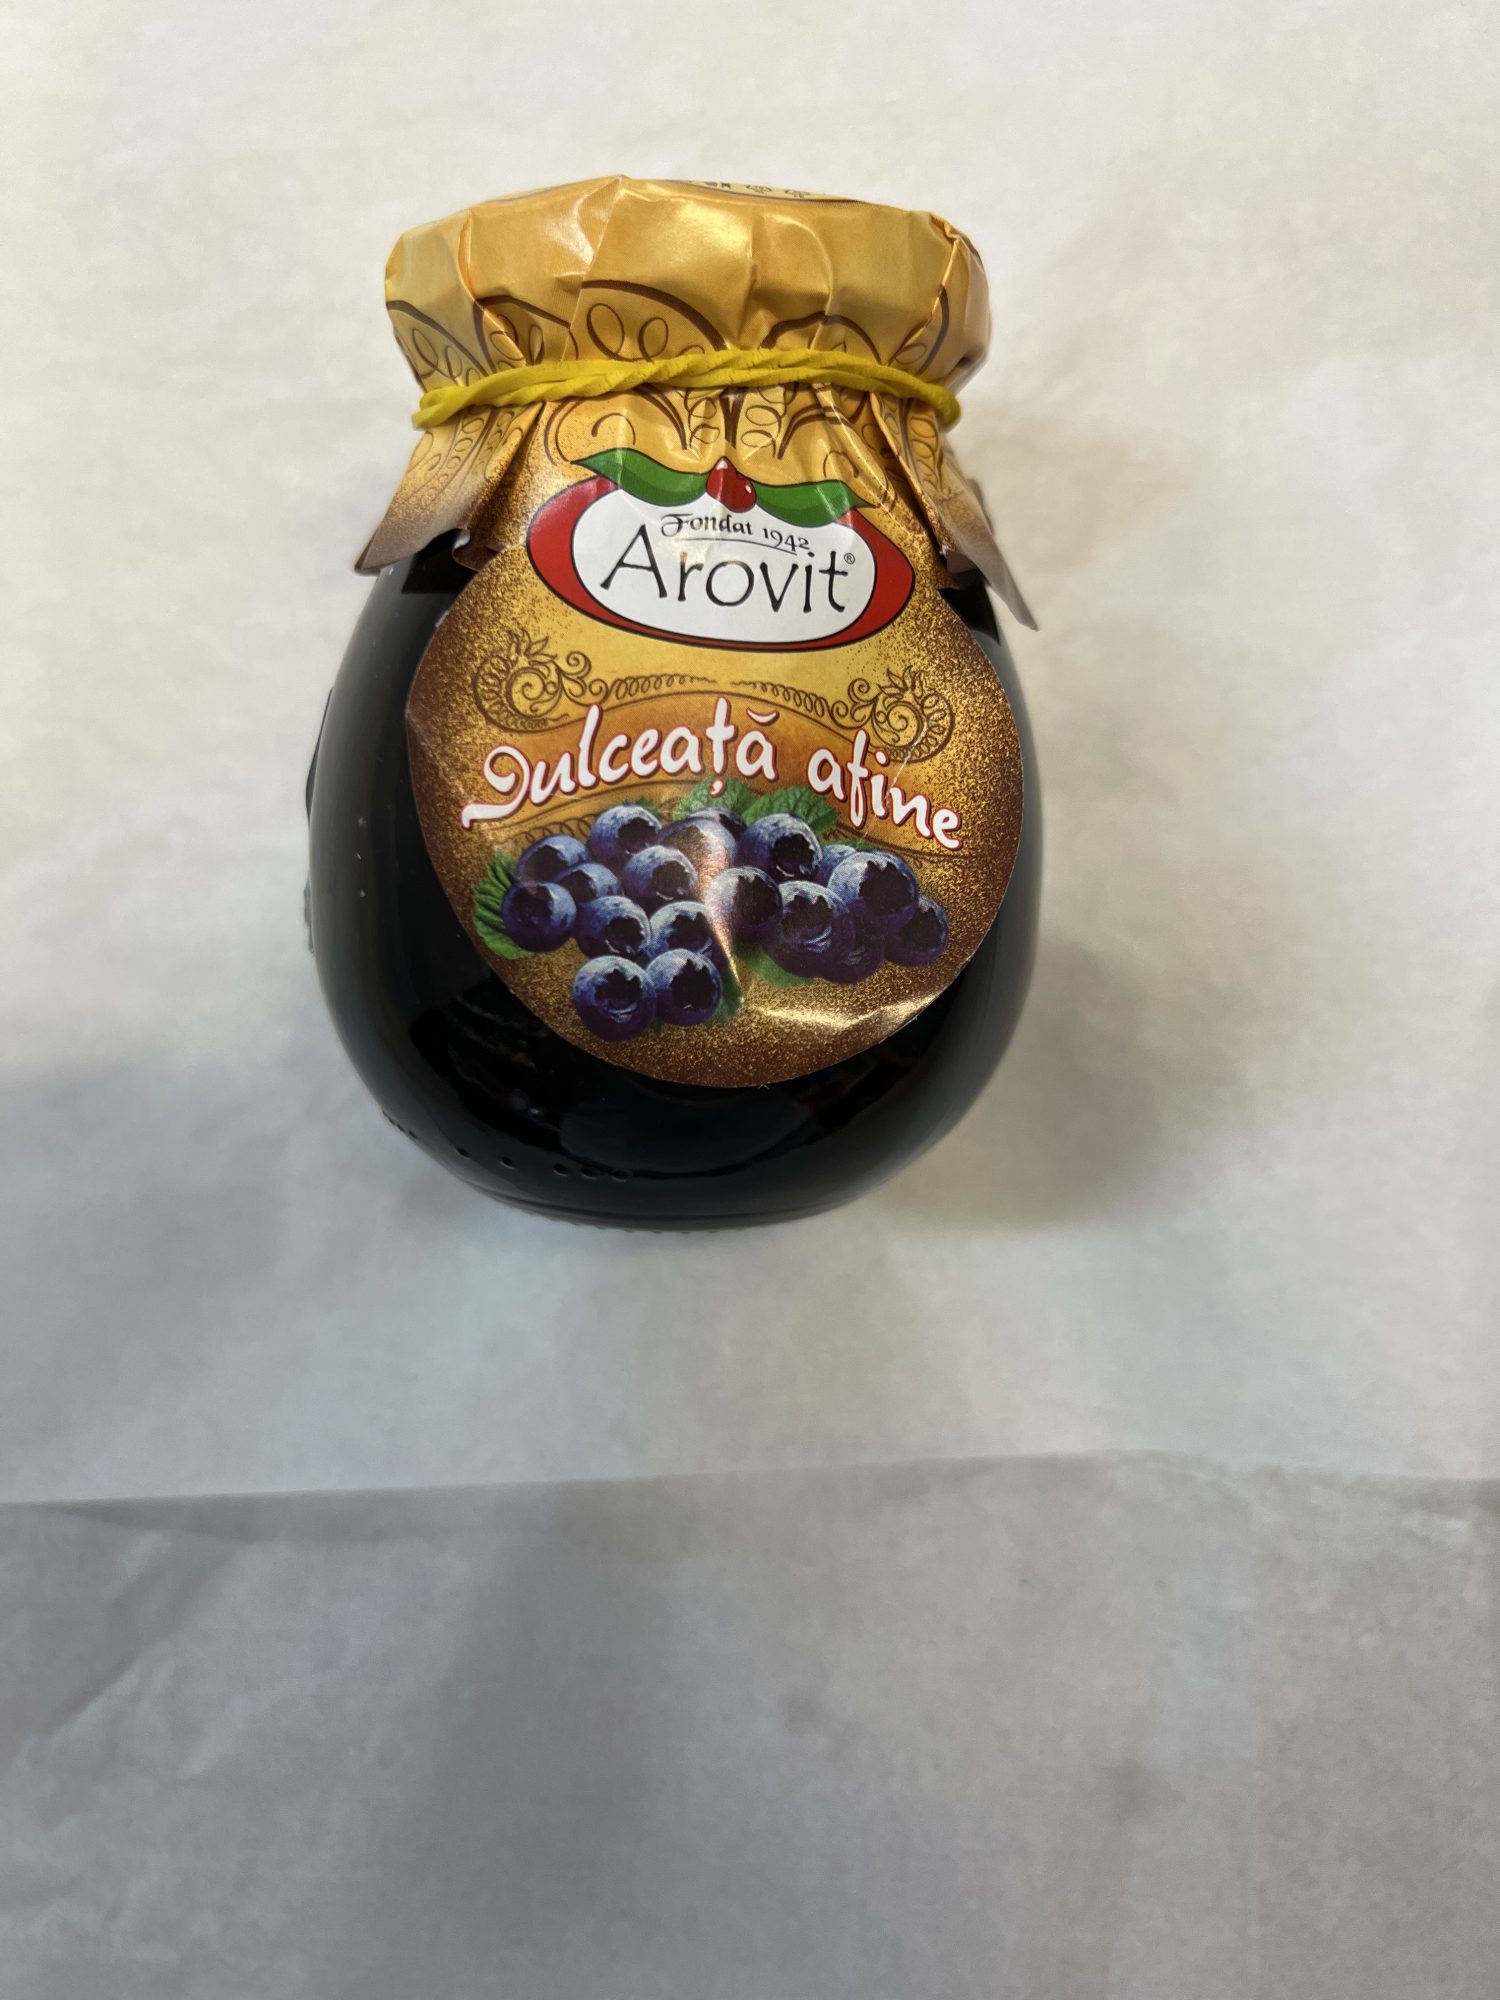 Fondat 1942
Arovit®
Dulceață afine